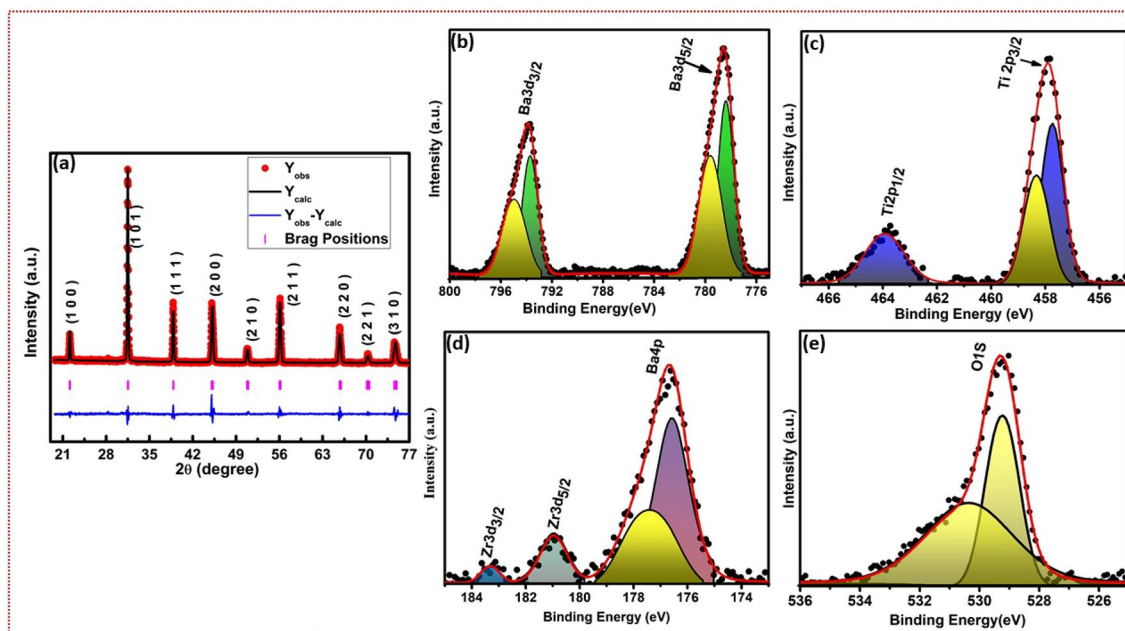 (a)
Y_obs
Y_calc
Y_obs-Y_calc
Brag Positions
(1 0 0)
(1 0 1)
(1 1 1)
(2 0 0)
(2 1 0)
(2 1 1)
(2 2 0)
(2 2 1)
(3 1 0)
Intensity (a.u.)
21 28 35 42 49 56 63 70 77
2θ (degree)
(b)
Ba3d3/2
Ba3d5/2
Intensity (a.u.)
800 796 792 788 784 780 776
Binding Energy(eV)
(c)
Ti2p1/2
Ti 2p3/2
Intensity (a.u.)
466 464 462 460 458 456
Binding Energy(eV)
(d)
Zr3d3/2
Zr3d5/2
Ba4p
Intensity (a.u.)
184 182 180 178 176 174
Binding Energy (eV)
(e)
O1S
Intensity (a.u.)
536 534 532 530 528 526
Binding Energy (eV)